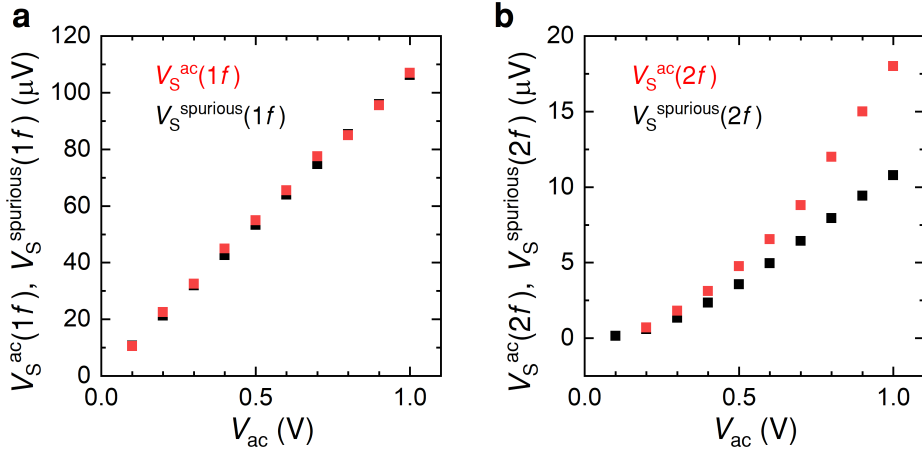 a
V_S^ac(1f), V_S^spurious(1f) (μV)
120
100
80
60
40
20
0
V_S^ac(1f)
V_S^spurious(1f)
0.0 0.5 1.0
V_ac (V)
b
V_S^ac(2f), V_S^spurious(2f) (μV)
20
15
10
5
0
V_S^ac(2f)
V_S^spurious(2f)
0.0 0.5 1.0
V_ac (V)